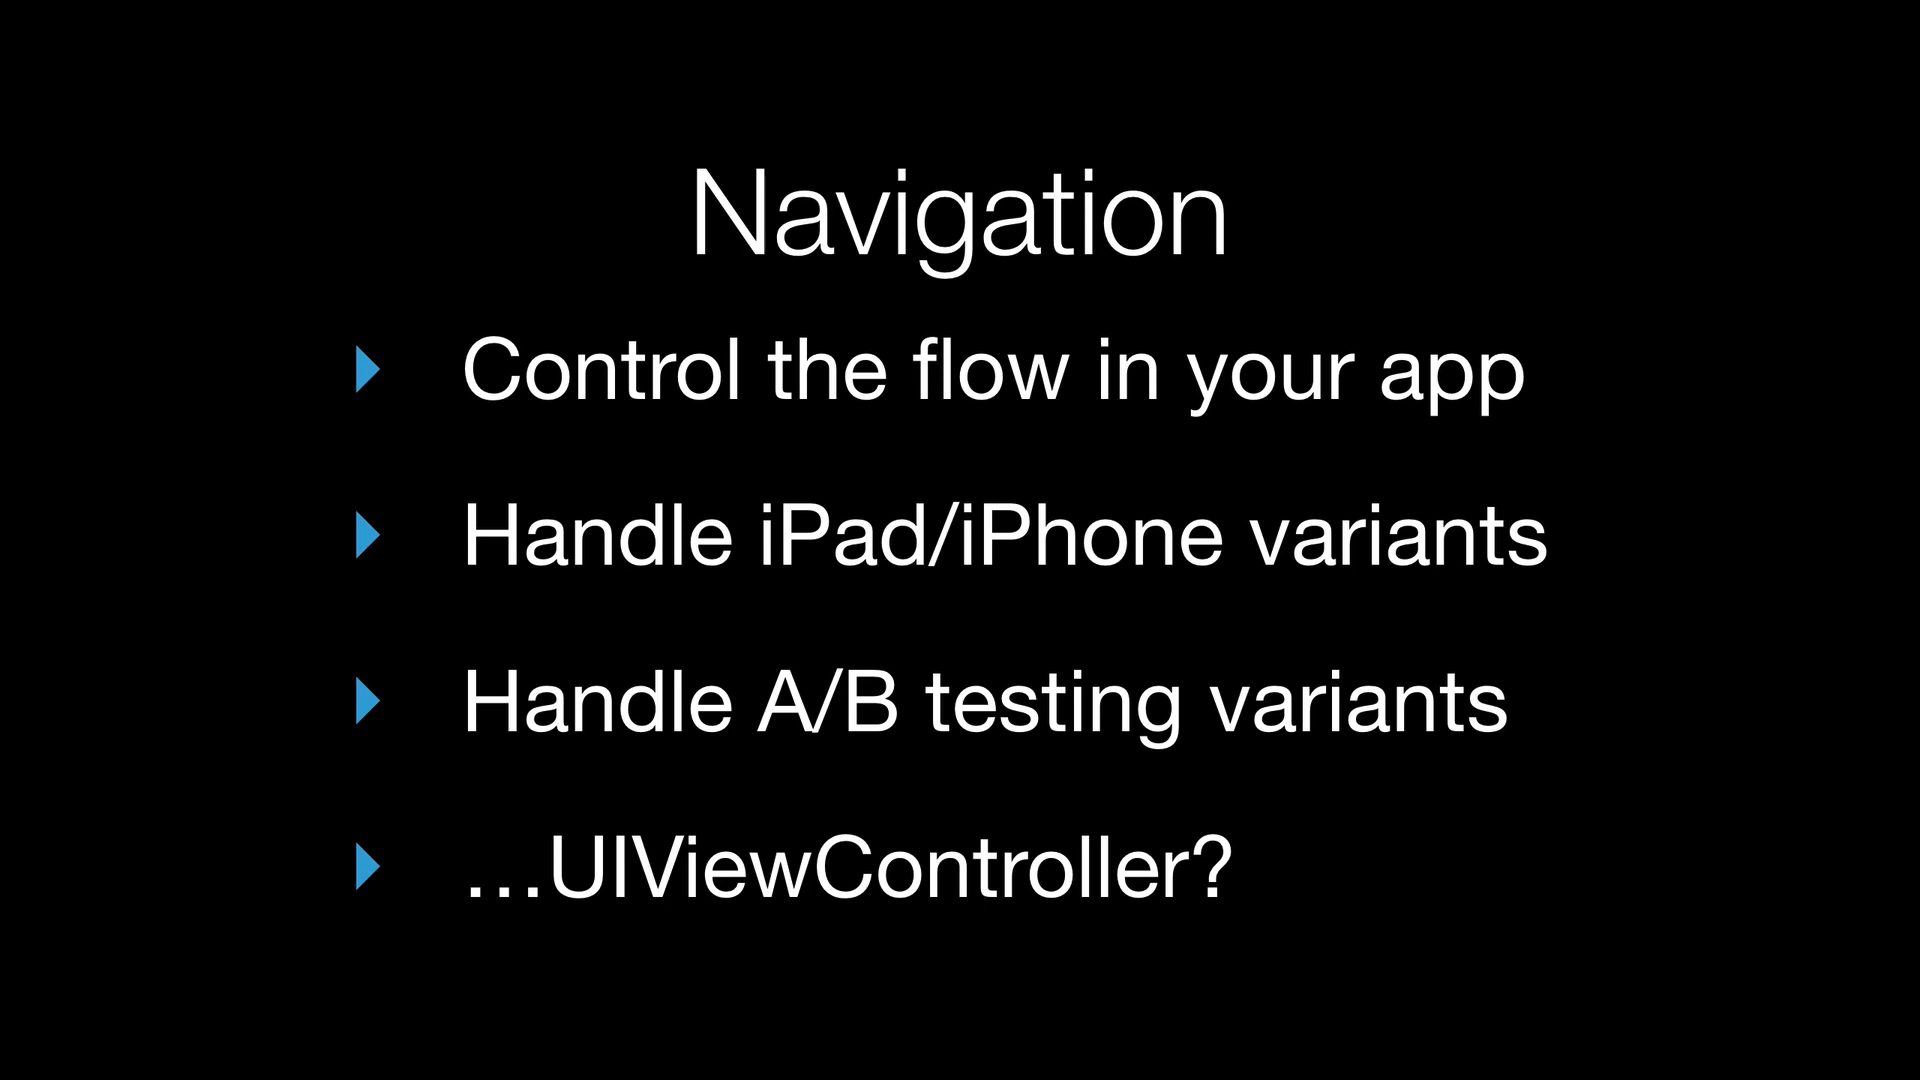 Navigation
Control the flow in your app
Handle iPad/iPhone variants
Handle A/B testing variants
…UIViewController?